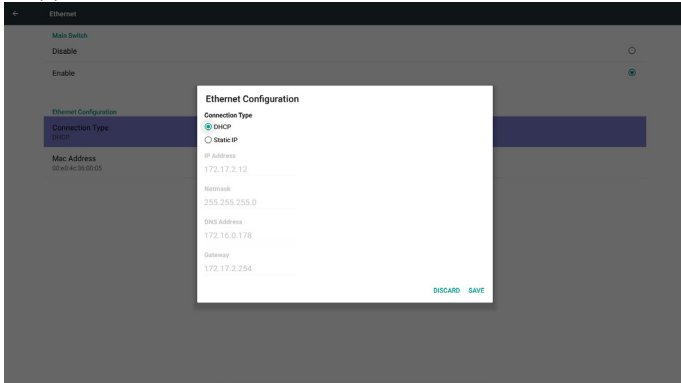 Ethernet
Main Switch
Disable
Enable
Ethernet Configuration
Connection Type
DHCP
Mac Address
Ethernet Configuration
Connection Type
DHCP
Static IP
IP Address
172.17.2.12
Netmask
255.255.255.0
DNS Address
172.16.0.178
Gateway
172.17.2.254
DISCARD SAVE